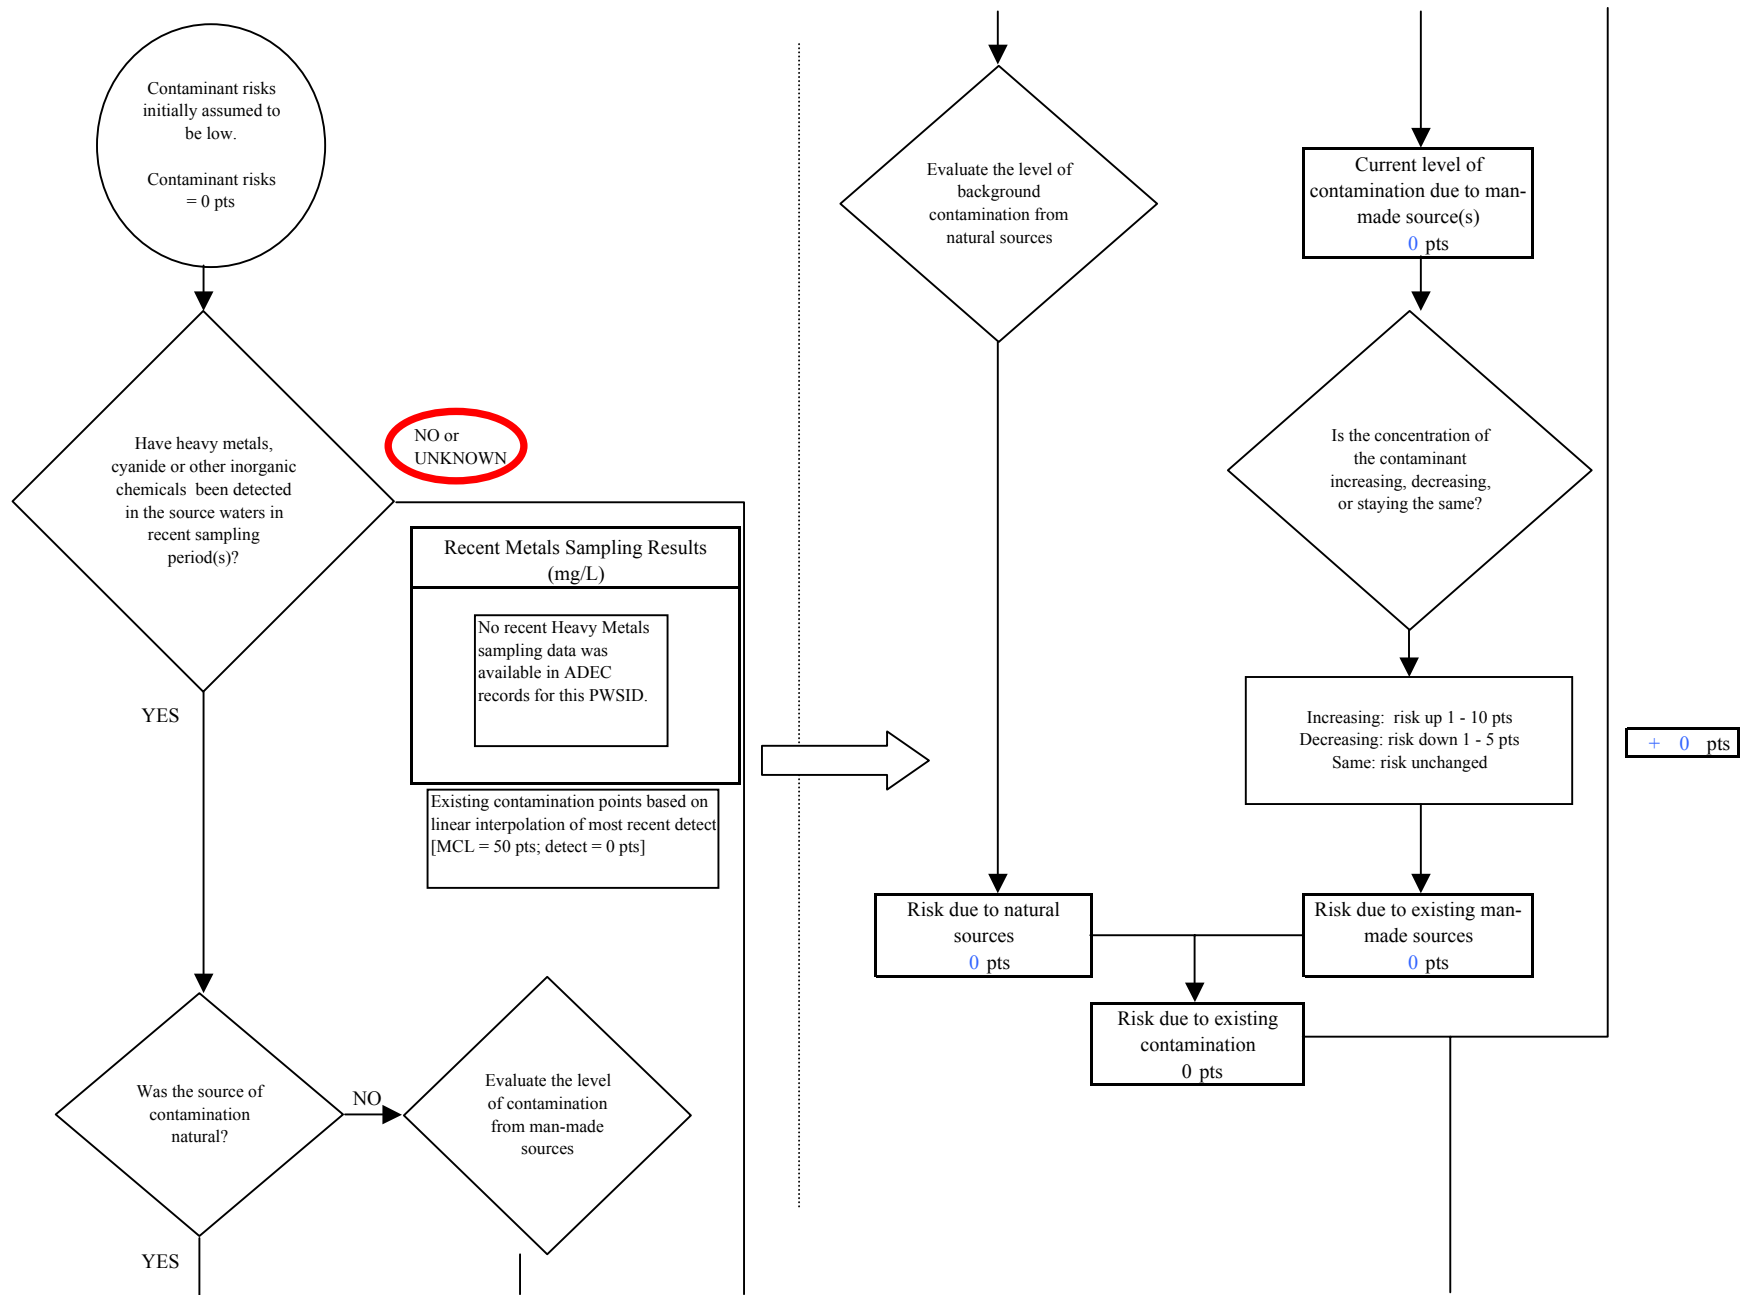 Contaminant risks
initially assumed to
be low.
Contaminant risks
= 0 pts
Have heavy metals,
cyanide or other inorganic
chemicals been detected
in the source waters in
recent sampling
period(s)?
NO or
UNKNOWN
Recent Metals Sampling Results
(mg/L)
No recent Heavy Metals
sampling data was
available in ADEC
records for this PWSID.
Existing contamination points based on
linear interpolation of most recent detect
[MCL = 50 pts; detect = 0 pts]
YES
Was the source of
contamination
natural?
NO
Evaluate the level
of contamination
from man-made
sources
YES
Evaluate the level of
background
contamination from
natural sources
Current level of
contamination due to man-
made source(s)
0 pts
Is the concentration of
the contaminant
increasing, decreasing,
or staying the same?
Increasing: risk up 1 - 10 pts
Decreasing: risk down 1 - 5 pts
Same: risk unchanged
+ 0 pts
Risk due to natural
sources
0 pts
Risk due to existing man-
made sources
0 pts
Risk due to existing
contamination
0 pts